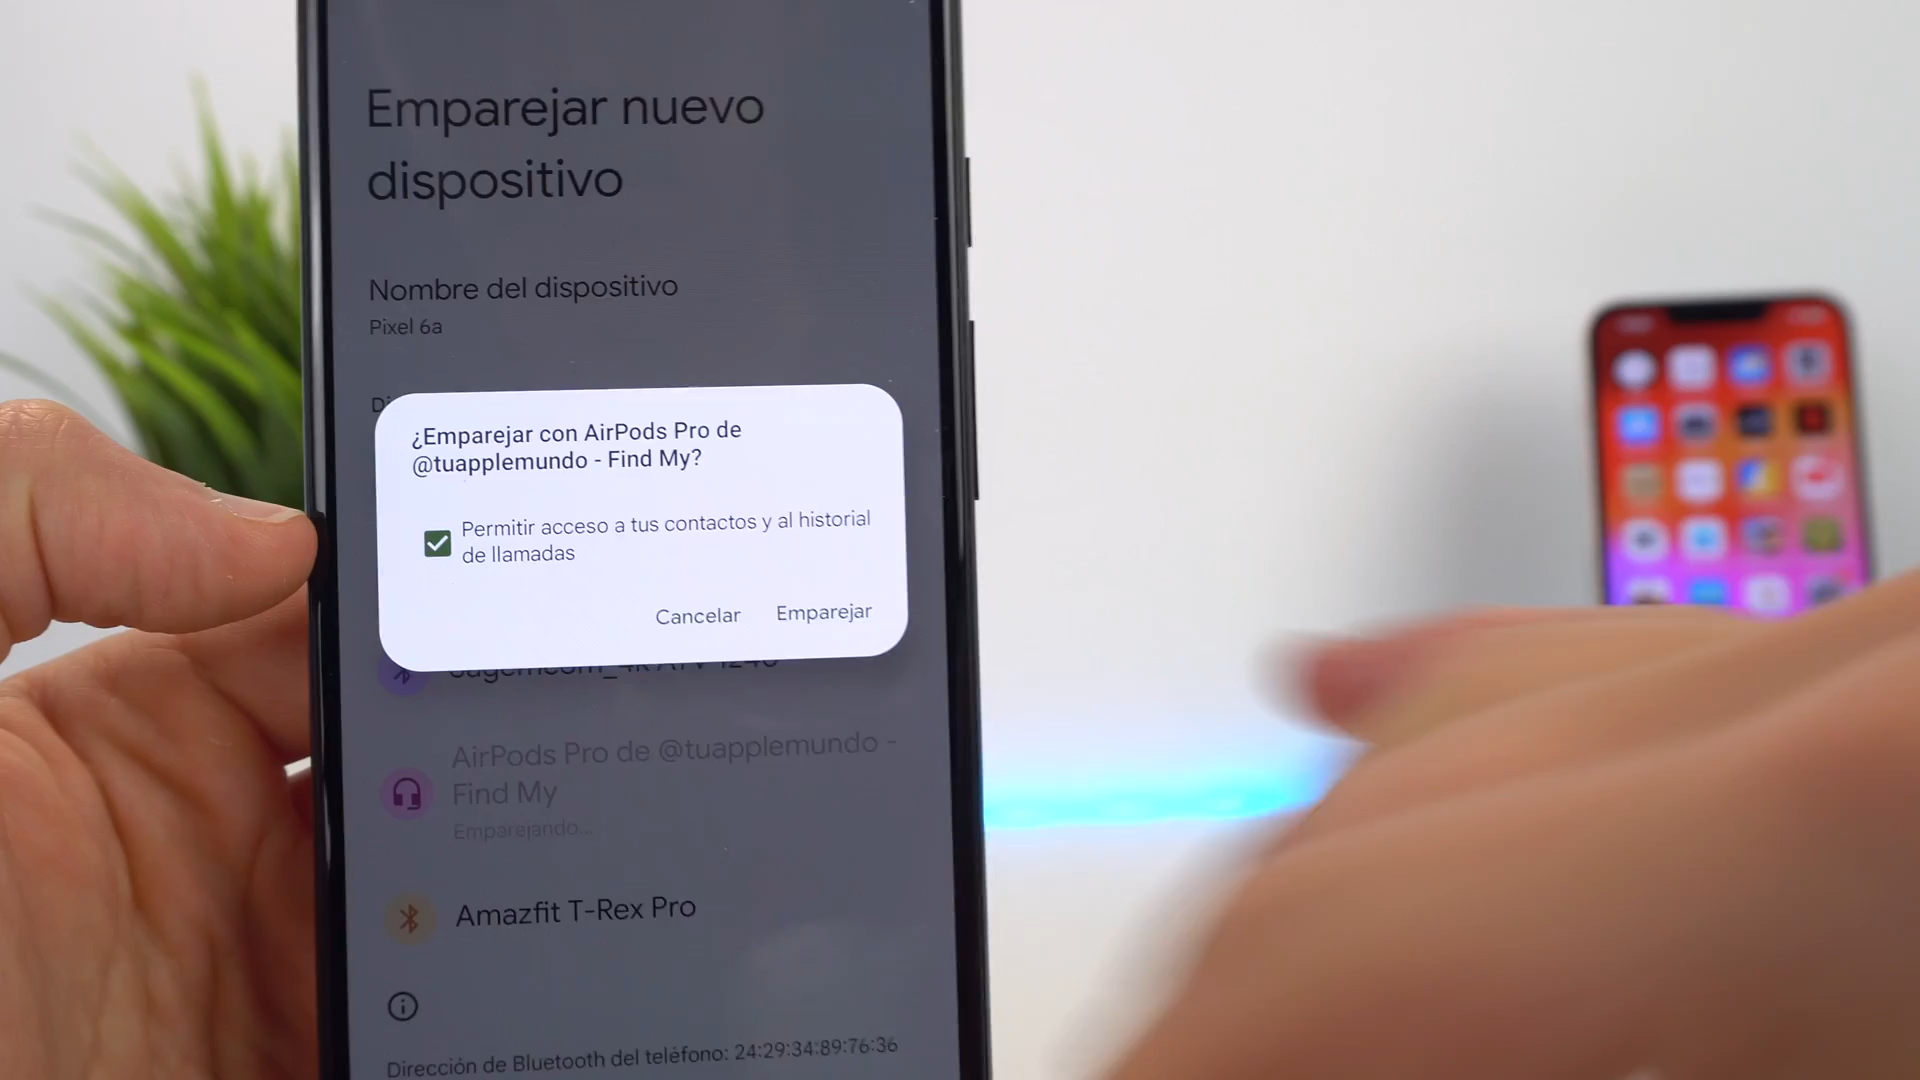 Emparejar nuevo
dispositivo
Nombre del dispositivo
Pixel 6a
¿Emparejar con AirPods Pro de
@tuapplemundo - Find My?
Permitir acceso a tus contactos y al historial
de llamadas
Cancelar
Emparejar
AirPods Pro de @tuapplemundo -
Find My
Emparejando...
Amazfit T-Rex Pro
Dirección de Bluetooth del teléfono: 24:29:34:89:76:36